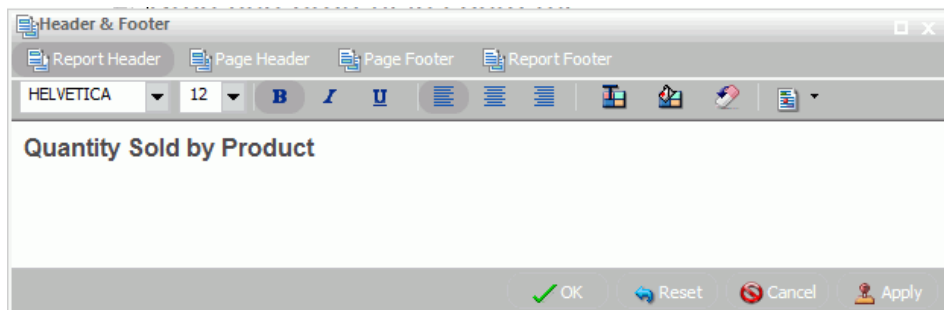 Header & Footer
Report Header Page Header Page Footer Report Footer
HELVETICA 12 B I U
Quantity Sold by Product
OK Reset Cancel Apply